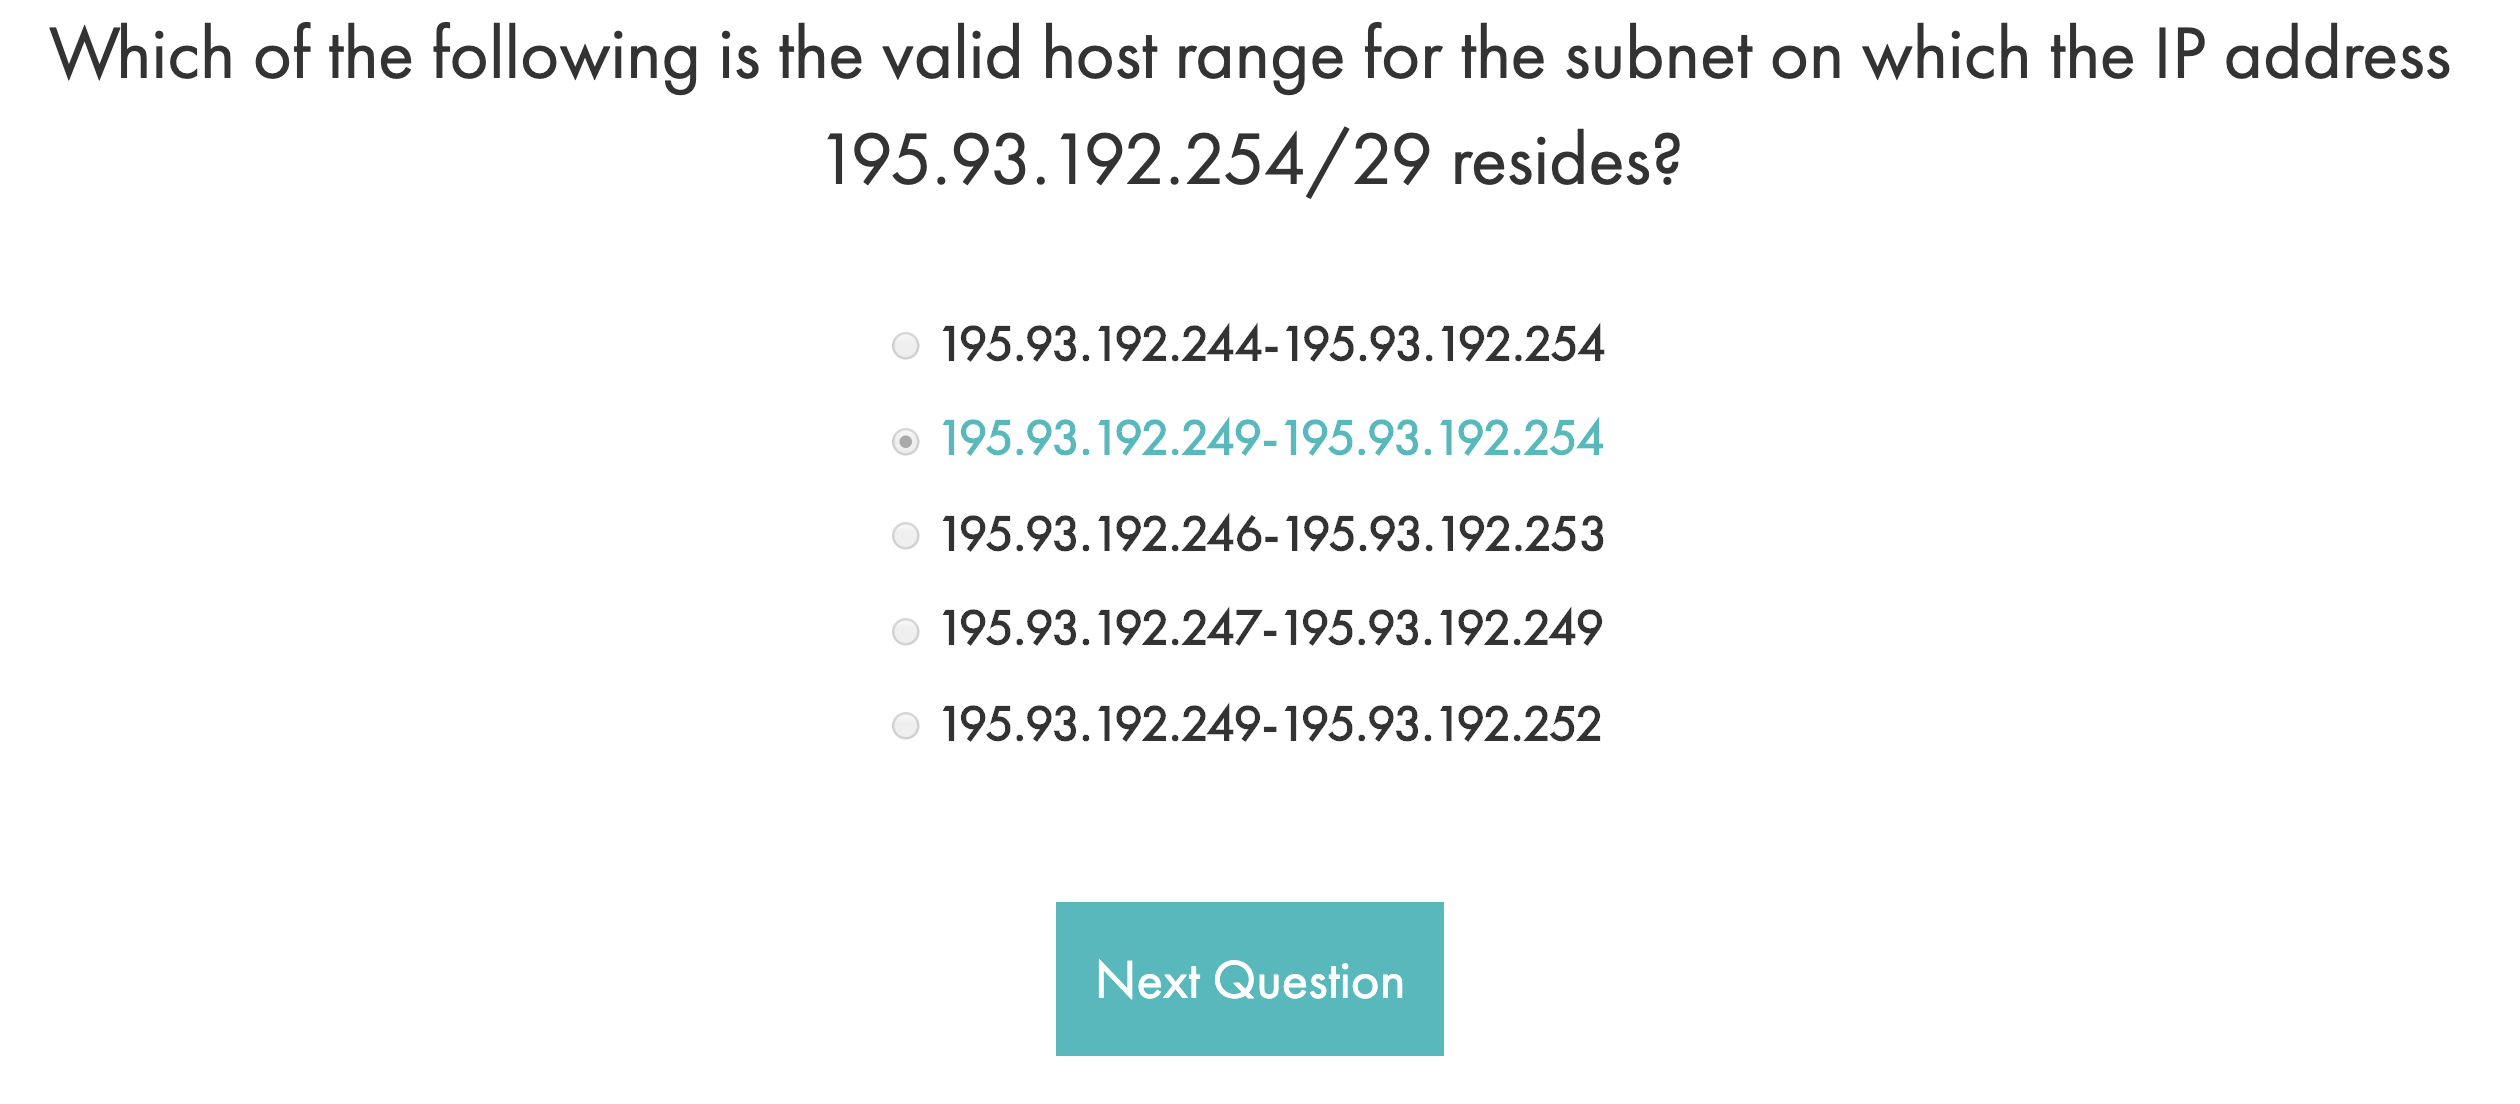 Which of the following is the valid host range for the subnet on which the IP address
195.93.192.254/29 resides?
195.93.192.244-195.93.192.254
195.93.192.249-195.93.192.254
195.93.192.246-195.93.192.253
195.93.192.247-195.93.192.249
195.93.192.249-195.93.192.252
Next Question